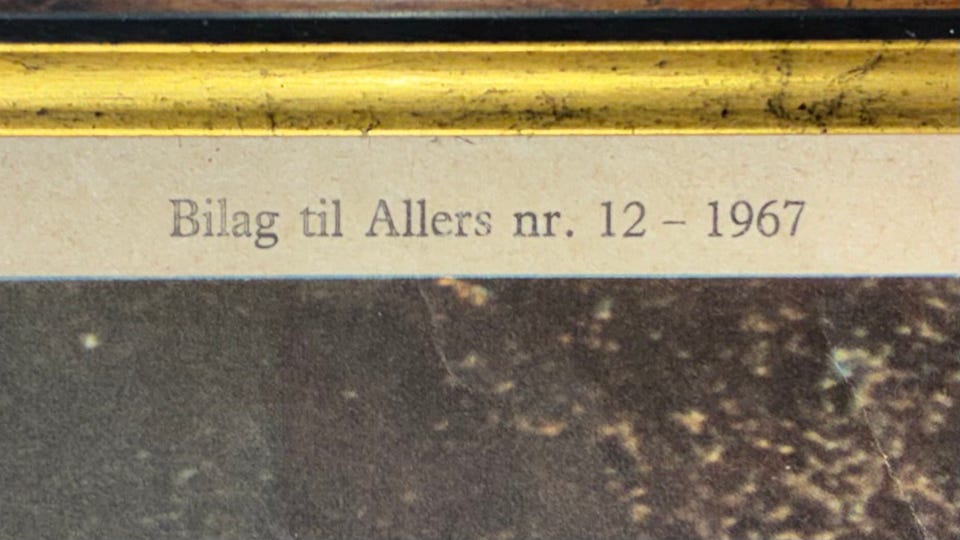 Bilag til Allers nr. 12 – 1967